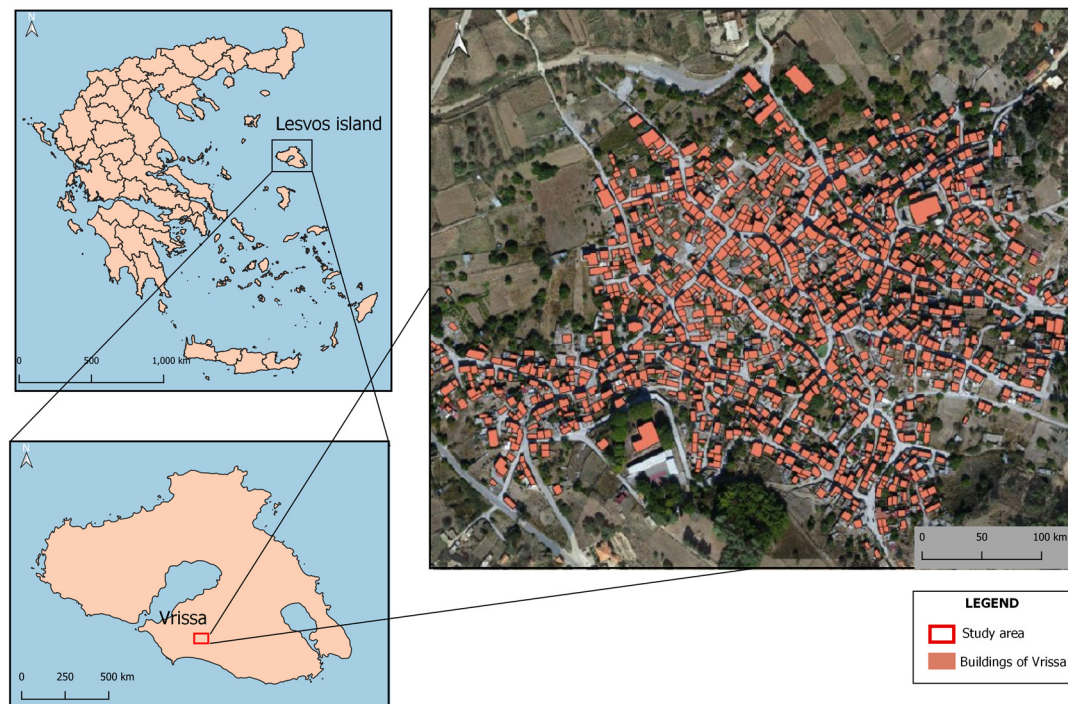 N
Lesvos island
0 500 1,000 km
N
Vrissa
0 250 500 km
N
0 50 100 km
LEGEND
Study area
Buildings of Vrissa